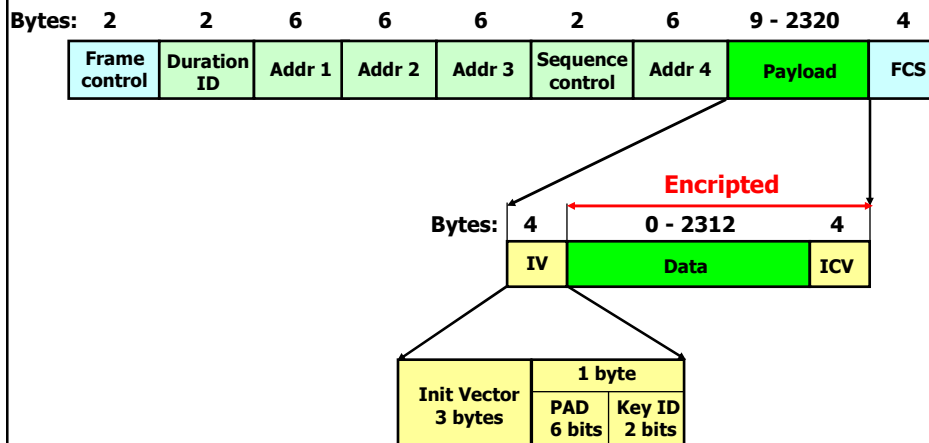 Bytes: 2 2 6 6 6 2 6 9 - 2320 4
Frame control Duration ID Addr 1 Addr 2 Addr 3 Sequence control Addr 4 Payload FCS
Encripted
Bytes: 4 0 - 2312 4
IV Data ICV
Init Vector 3 bytes
1 byte
PAD 6 bits Key ID 2 bits